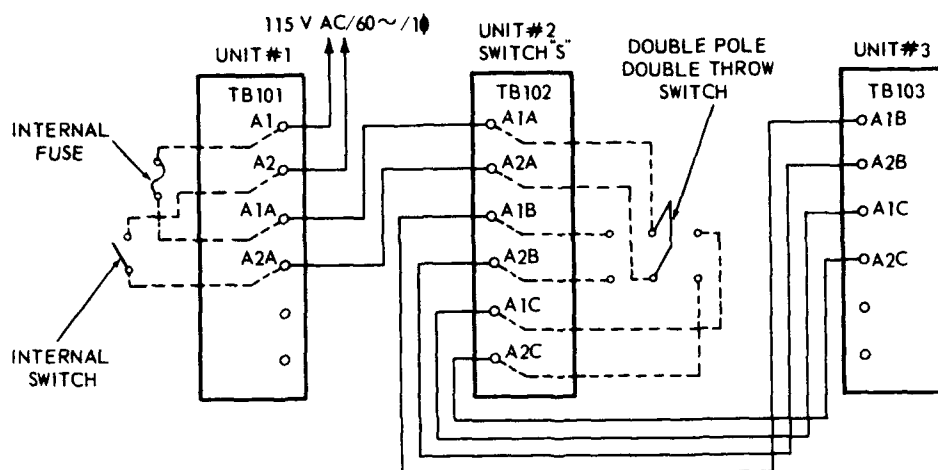 115 V AC/60~/1ϕ
UNIT #1
TB101
A1
A2
A1A
A2A
INTERNAL
FUSE
INTERNAL
SWITCH
UNIT #2
SWITCH "S"
TB102
A1A
A2A
A1B
A2B
A1C
A2C
DOUBLE POLE
DOUBLE THROW
SWITCH
UNIT #3
TB103
A1B
A2B
A1C
A2C